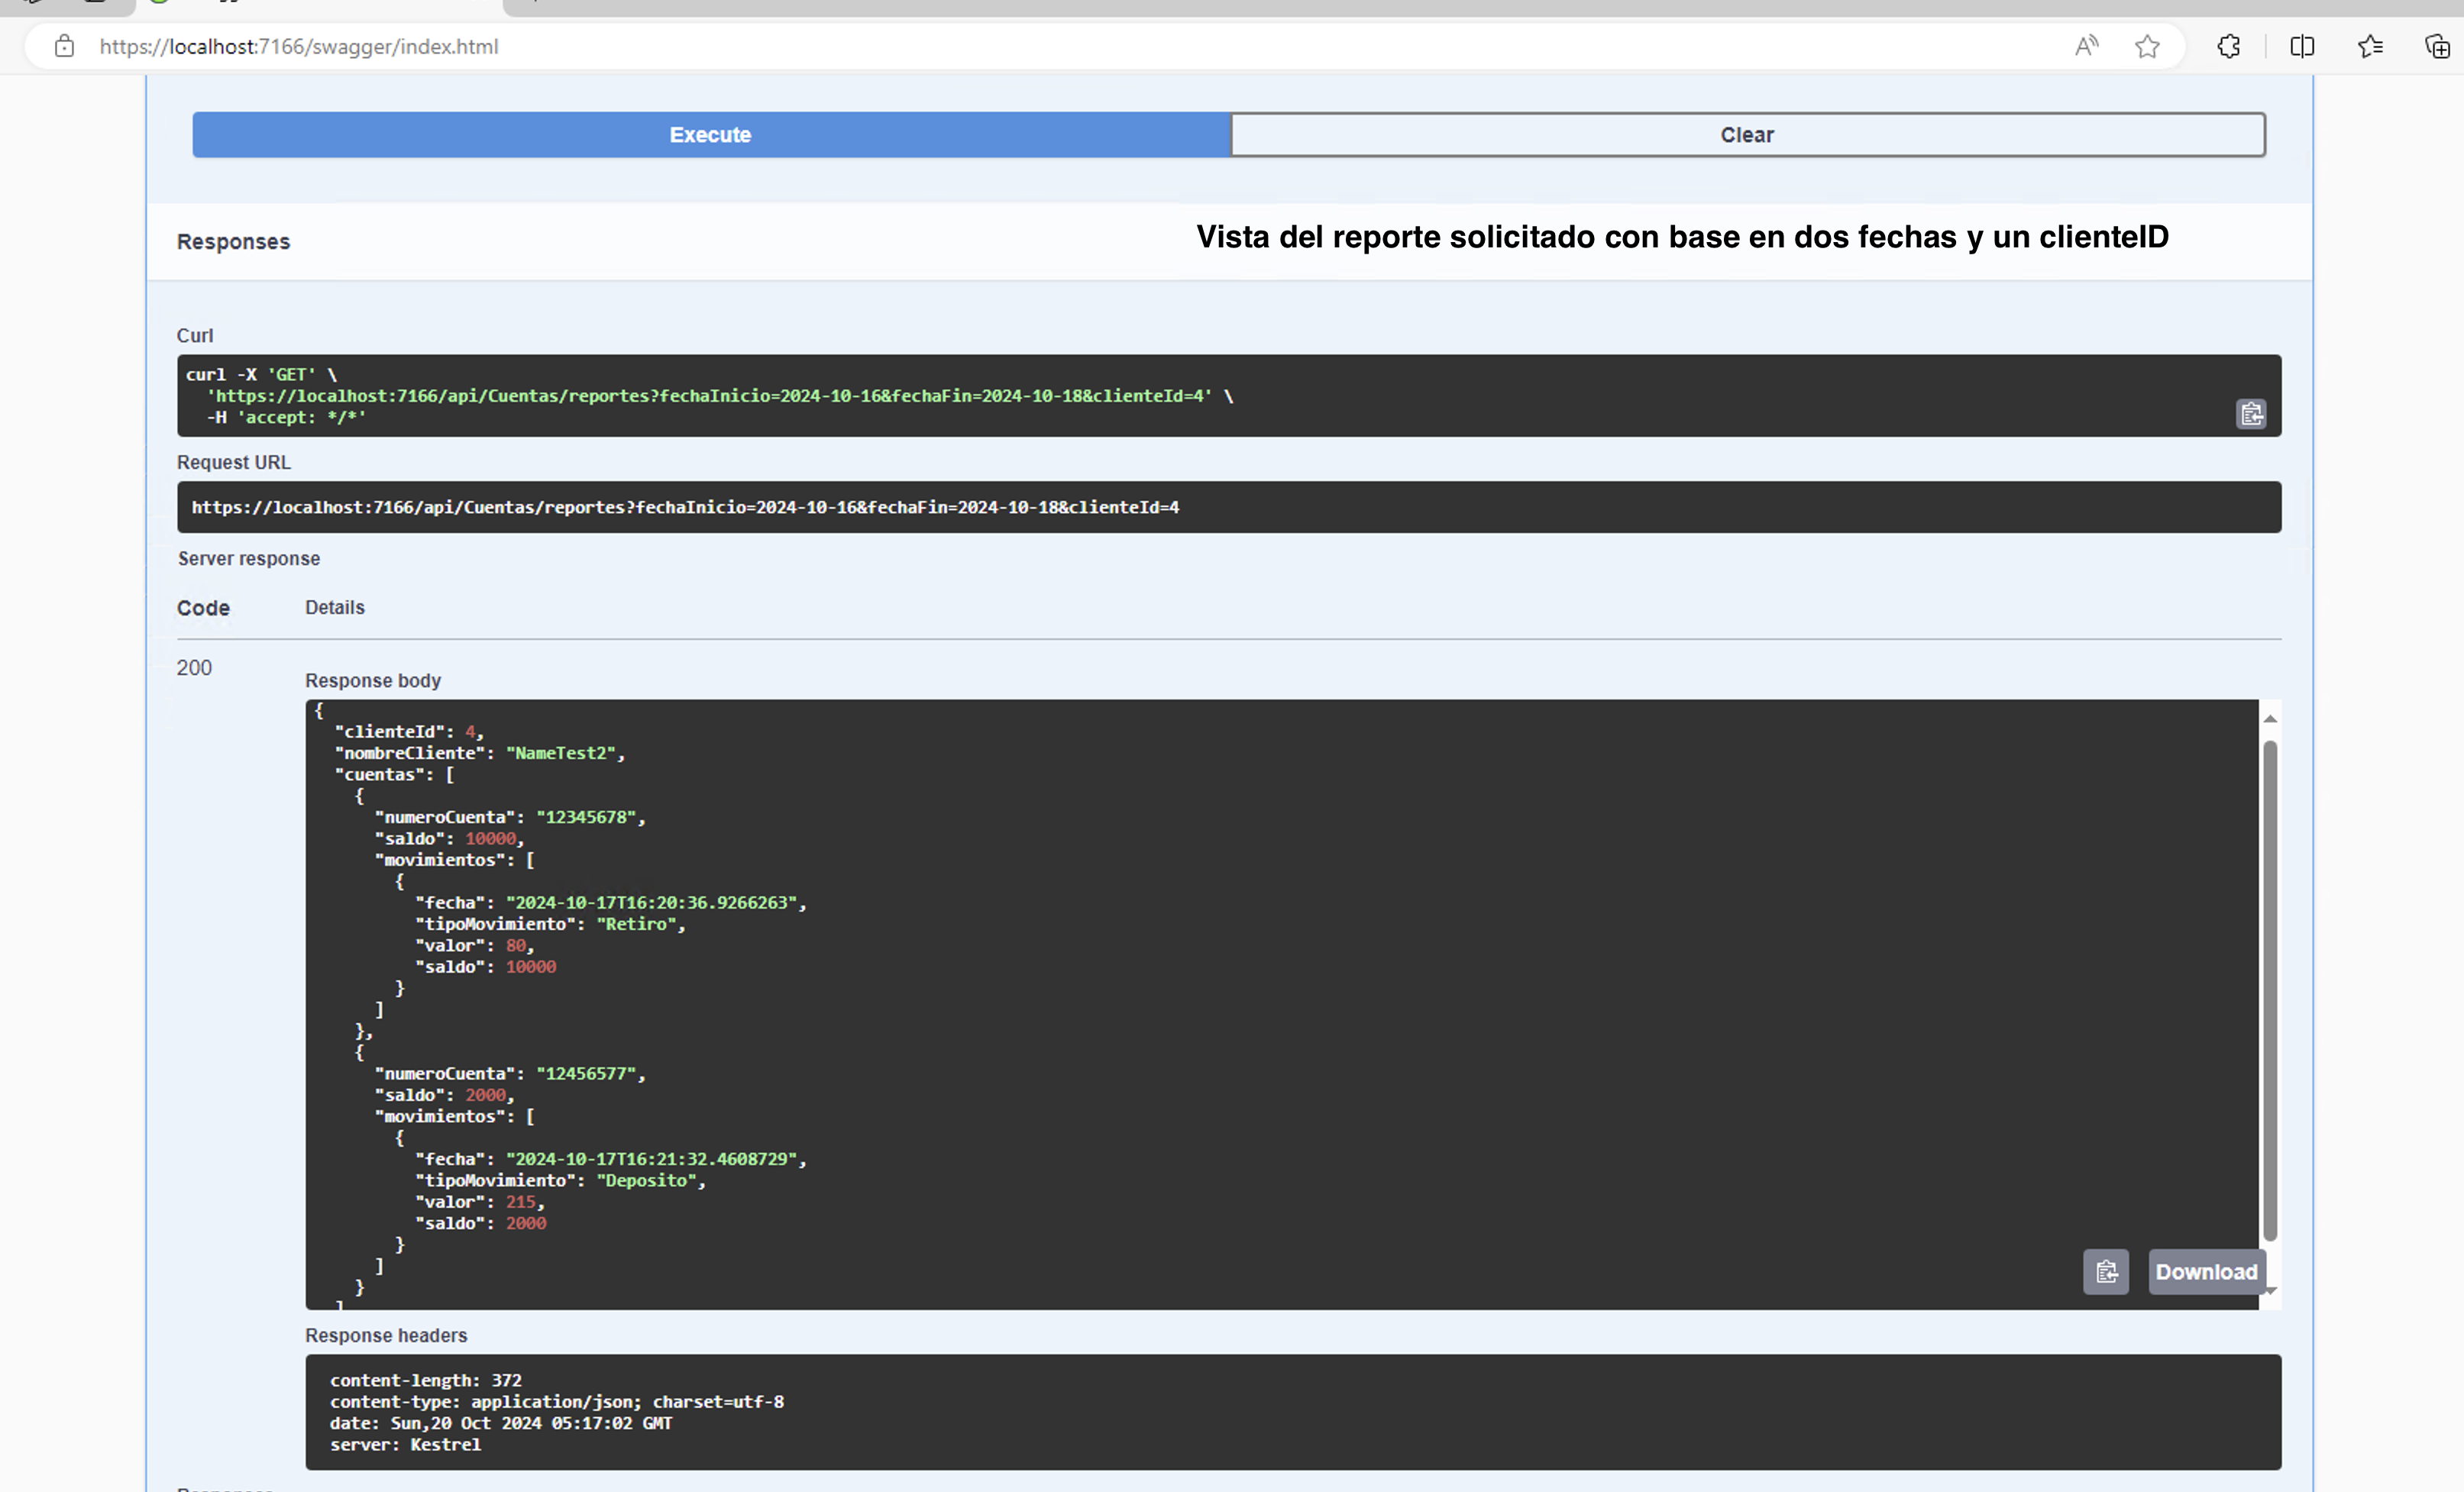 https://localhost:7166/swagger/index.html
Execute
Clear
Responses
Vista del reporte solicitado con base en dos fechas y un clienteID
Curl
curl -X 'GET' \
  'https://localhost:7166/api/Cuentas/reportes?fechaInicio=2024-10-16&fechaFin=2024-10-18&clienteId=4' \
  -H 'accept: */*'
Request URL
https://localhost:7166/api/Cuentas/reportes?fechaInicio=2024-10-16&fechaFin=2024-10-18&clienteId=4
Server response
Code Details
200
Response body
{
  "clienteId": 4,
  "nombreCliente": "NameTest2",
  "cuentas": [
    {
      "numeroCuenta": "12345678",
      "saldo": 10000,
      "movimientos": [
        {
          "fecha": "2024-10-17T16:20:36.9266263",
          "tipoMovimiento": "Retiro",
          "valor": 80,
          "saldo": 10000
        }
      ]
    },
    {
      "numeroCuenta": "12456577",
      "saldo": 2000,
      "movimientos": [
        {
          "fecha": "2024-10-17T16:21:32.4608729",
          "tipoMovimiento": "Deposito",
          "valor": 215,
          "saldo": 2000
        }
      ]
    }
  ]
Download
Response headers
content-length: 372
content-type: application/json; charset=utf-8
date: Sun,20 Oct 2024 05:17:02 GMT
server: Kestrel